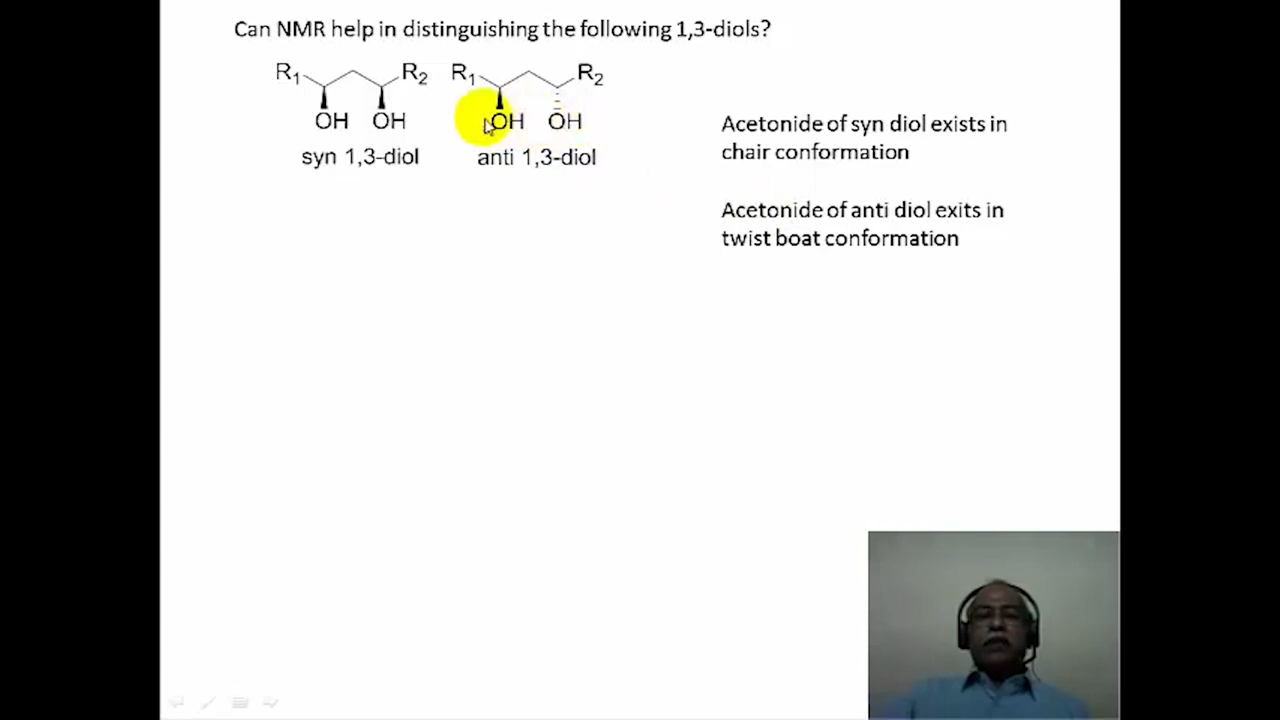 Can NMR help in distinguishing the following 1,3-diols?
R1 R2 R1 R2
OH OH OH OH
syn 1,3-diol anti 1,3-diol
Acetonide of syn diol exists in
chair conformation
Acetonide of anti diol exits in
twist boat conformation